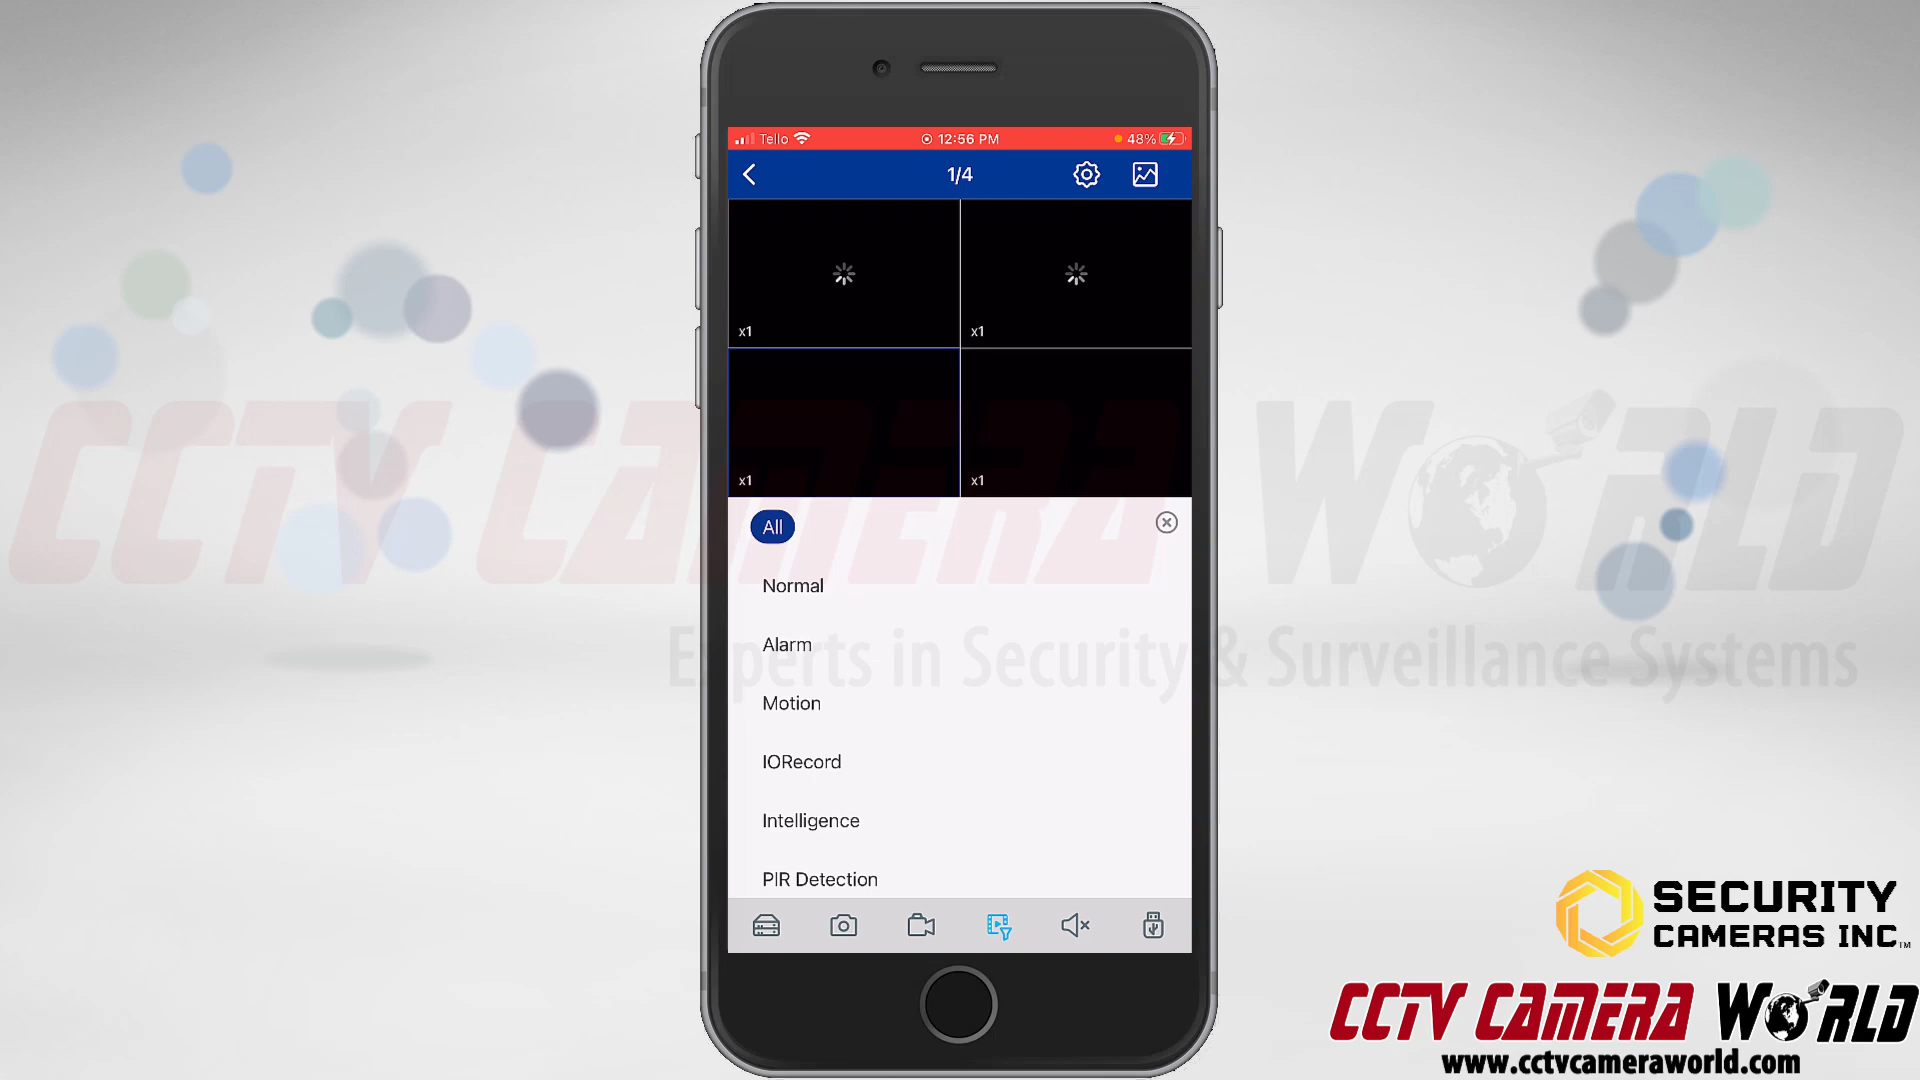 Tello 12:56 PM 48%
1/4
x1 x1
x1 x1
All
Normal
Alarm
Motion
IORecord
Intelligence
PIR Detection
CCTV CAMERA WORLD
Experts in Security & Surveillance Systems
SECURITY
CAMERAS INC.™
CCTV CAMERA WORLD
www.cctvcameraworld.com